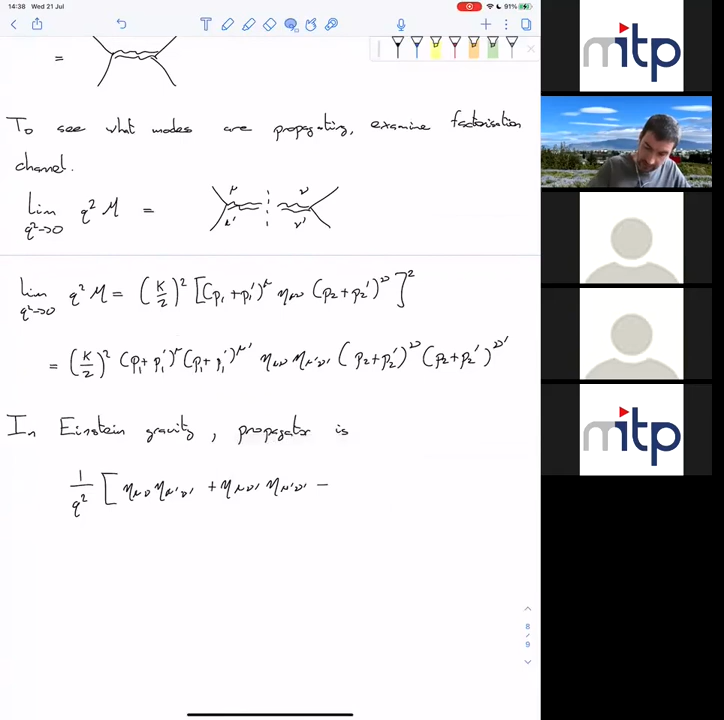 14:38 Wed 21 Jul
91%
=
To see what modes are propagating, examine factorisation
channel.
lim q²→0 q² M =
μ ν
μ' ν'
lim q²→0 q² M = (κ/2)² [(p₁+p₁')^μ η_μν (p₂+p₂')^ν]²
= (κ/2)² (p₁+p₁')^μ (p₁+p₁')^μ' η_μν η_μ'ν' (p₂+p₂')^ν (p₂+p₂')^ν'
In Einstein gravity, propagator is
1/q² [η_μν η_μ'ν' + η_μν' η_μ'ν' −
8/9
mitp
mitp